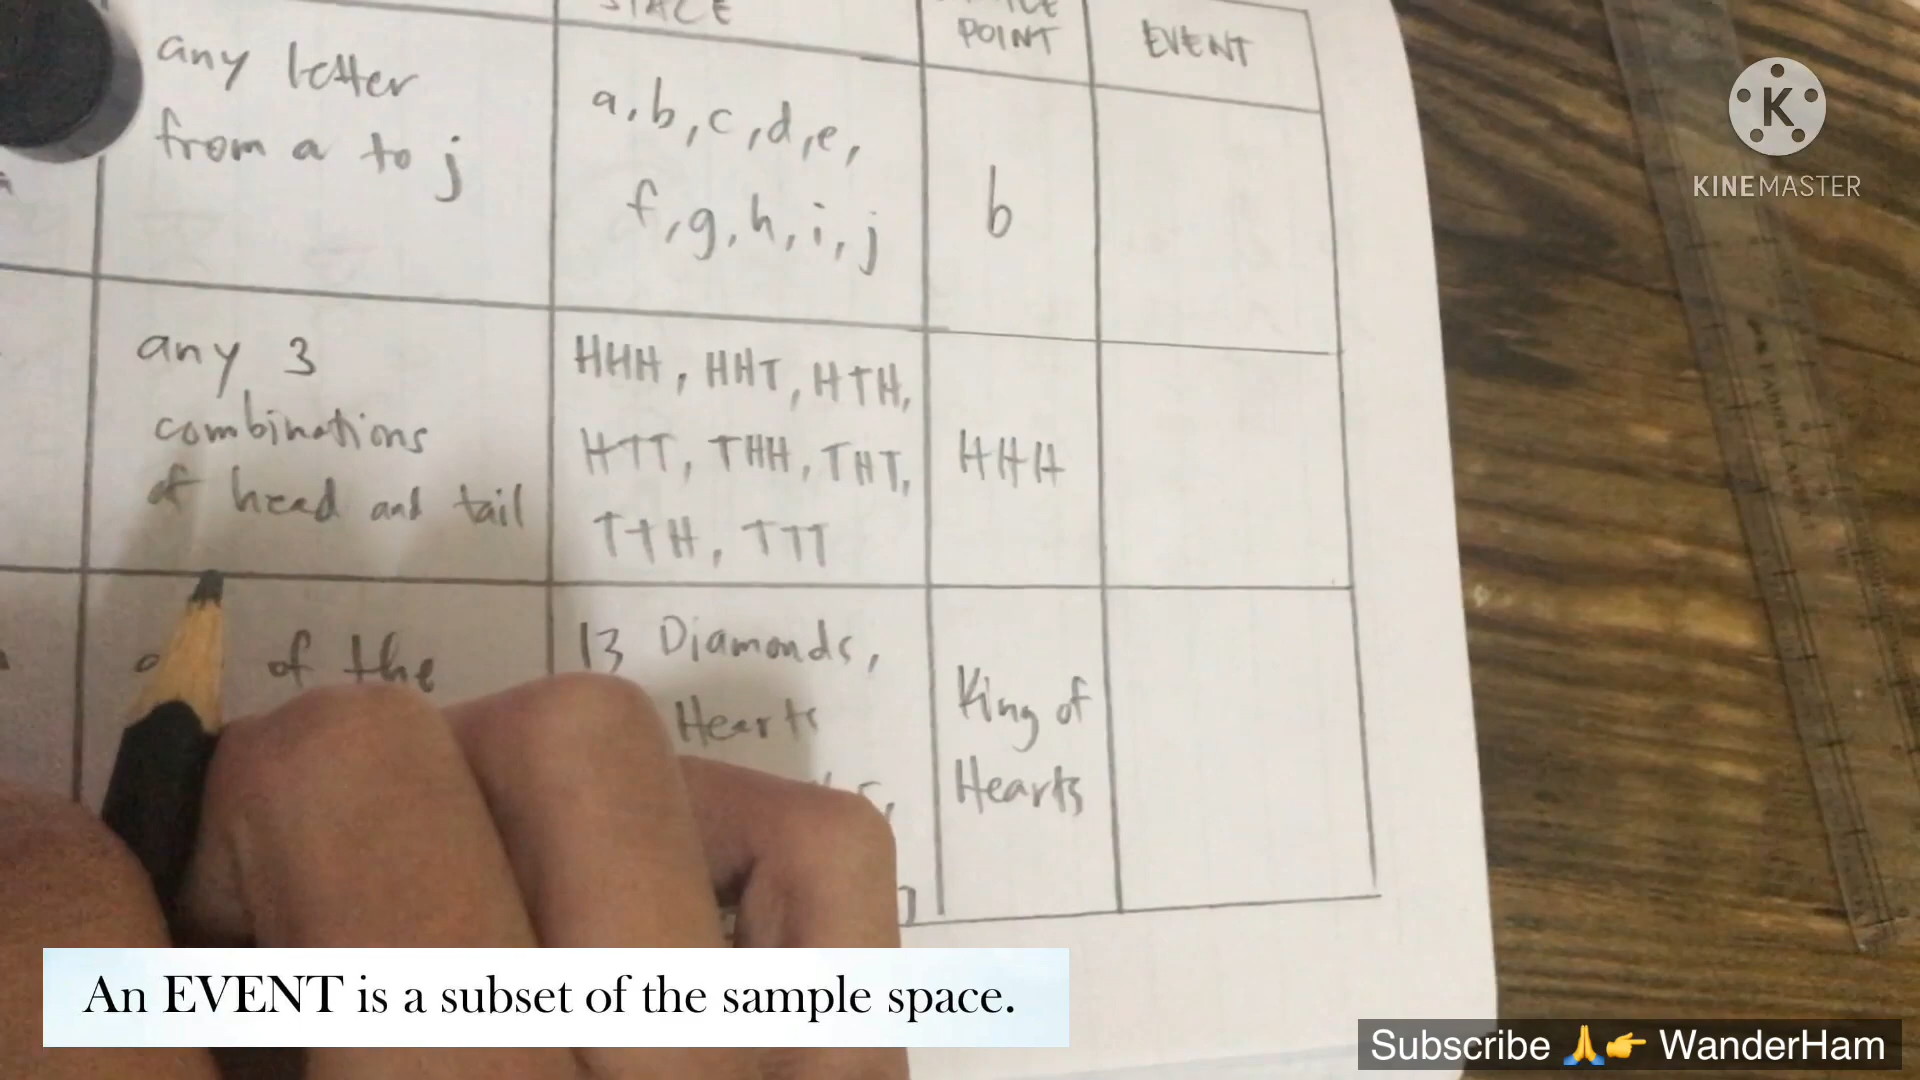 SPACE
POINT
EVENT
any letter
from a to j
a, b, c, d, e,
f, g, h, i, j
b
any 3
combinations
of head and tail
HHH, HHT, HTH,
HTT, THH, THT,
TTH, TTT
HHH
of the
13 Diamonds,
Hearts
King of
Hearts
K
KINEMASTER
An EVENT is a subset of the sample space.
Subscribe 🙏👉 WanderHam